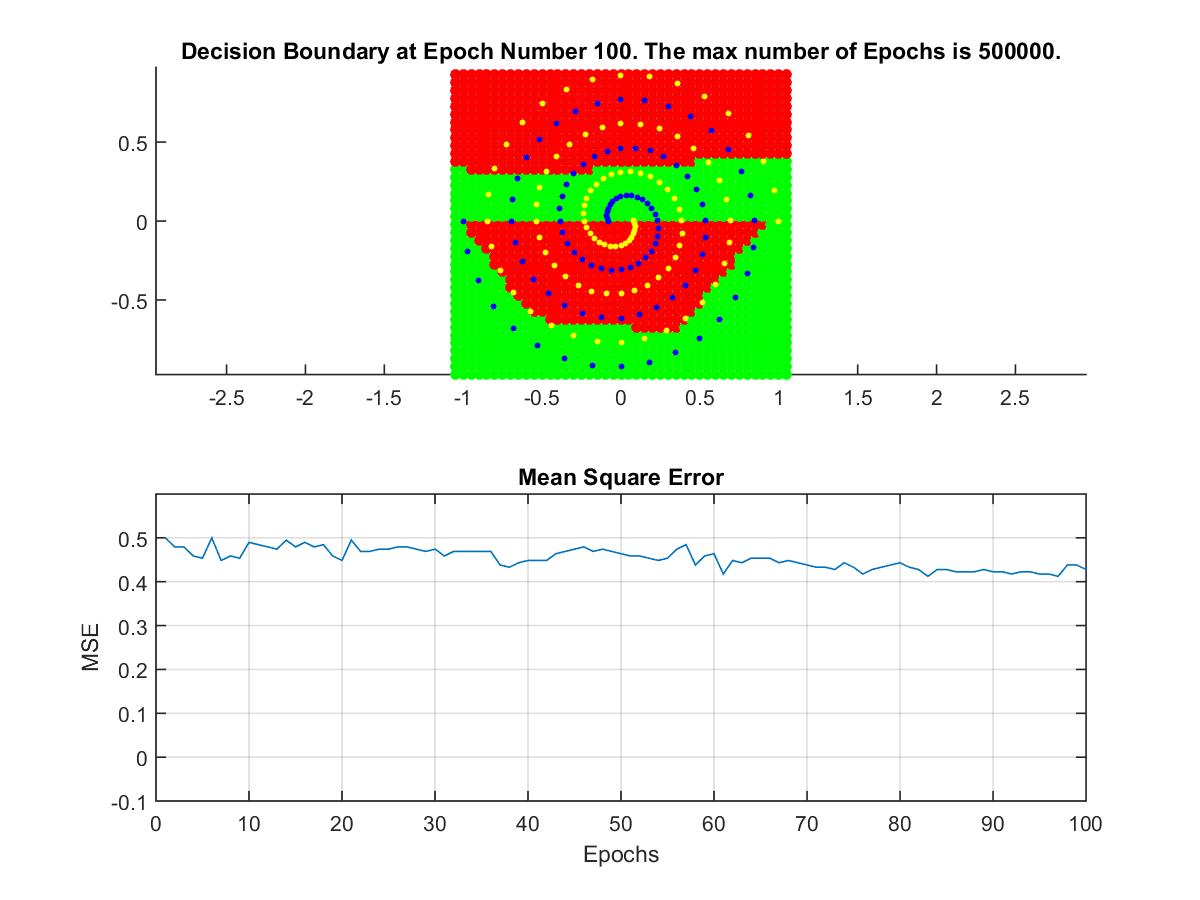 Decision Boundary at Epoch Number 100. The max number of Epochs is 500000.
0.5
0
-0.5
-2.5 -2 -1.5 -1 -0.5 0 0.5 1 1.5 2 2.5
Mean Square Error
MSE
0.5
0.4
0.3
0.2
0.1
0
-0.1
0 10 20 30 40 50 60 70 80 90 100
Epochs